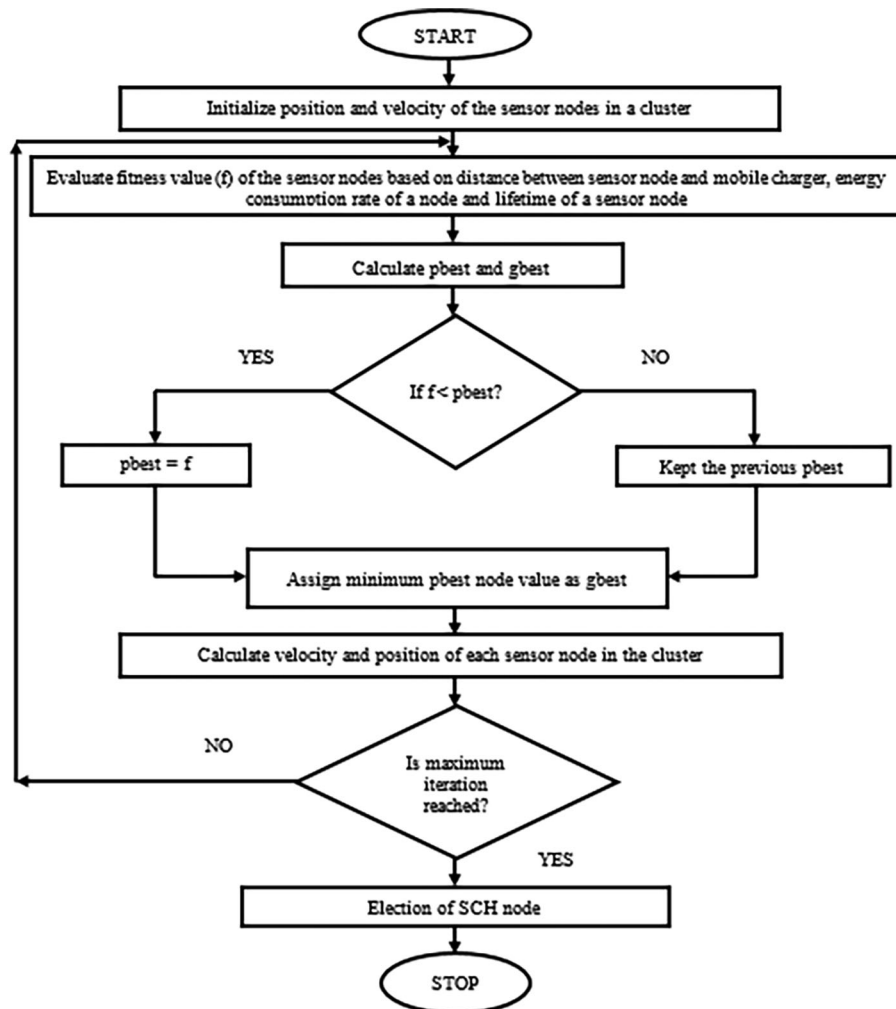 START
Initialize position and velocity of the sensor nodes in a cluster
Evaluate fitness value (f) of the sensor nodes based on distance between sensor node and mobile charger, energy
consumption rate of a node and lifetime of a sensor node
Calculate pbest and gbest
YES
NO
If f< pbest?
pbest = f
Kept the previous pbest
Assign minimum pbest node value as gbest
Calculate velocity and position of each sensor node in the cluster
NO
Is maximum
iteration
reached?
YES
Election of SCH node
STOP